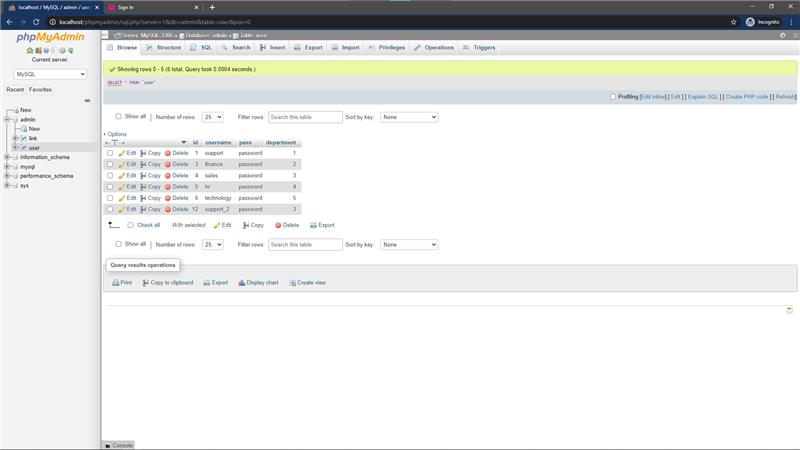 localhost / MySQL / admin / use
Sign In
localhost/phpmyadmin/sql.php?server=1&db=admin&table=user&pos=0
Incognito
phpMyAdmin
Current server:
MySQL
Recent Favorites
New
admin
New
link
user
information_schema
mysql
performance_schema
sys
Server: MySQL:3306 » Database: admin » Table: user
Browse Structure SQL Search Insert Export Import Privileges Operations Triggers
Showing rows 0 - 5 (6 total, Query took 0.0004 seconds.)
SELECT * FROM `user`
Profiling [Edit inline] [ Edit ] [ Explain SQL ] [ Create PHP code ] [ Refresh]
Show all Number of rows: 25 Filter rows: Search this table Sort by key: None
+ Options
←T→ id username pass department
Edit Copy Delete 1 support password 1
Edit Copy Delete 3 finance password 2
Edit Copy Delete 4 sales password 3
Edit Copy Delete 5 hr password 4
Edit Copy Delete 6 technology password 5
Edit Copy Delete 12 support_2 password 3
Check all With selected: Edit Copy Delete Export
Show all Number of rows: 25 Filter rows: Search this table Sort by key: None
Query results operations
Print Copy to clipboard Export Display chart Create view
Console